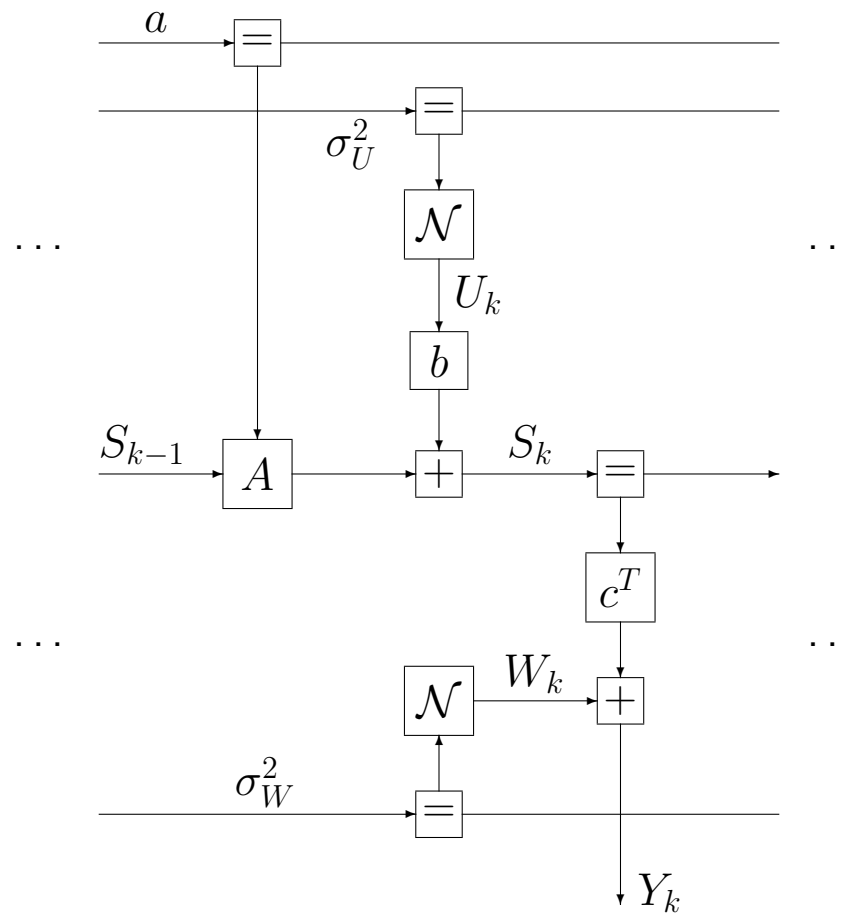 a
=
=
σ_U^2
𝒩
. . .
. .
U_k
b
S_{k−1}
A
+
S_k
=
c^T
. . .
. .
𝒩
W_k
+
σ_W^2
=
Y_k